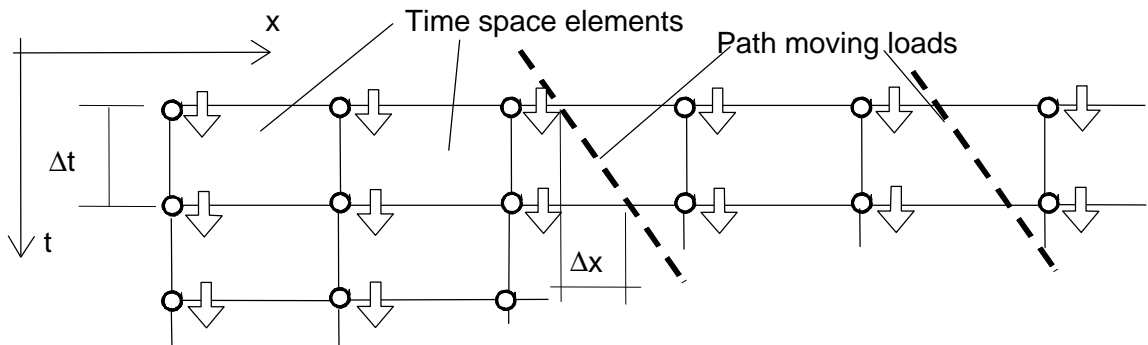 x
Time space elements
Path moving loads
Δt
t
Δx